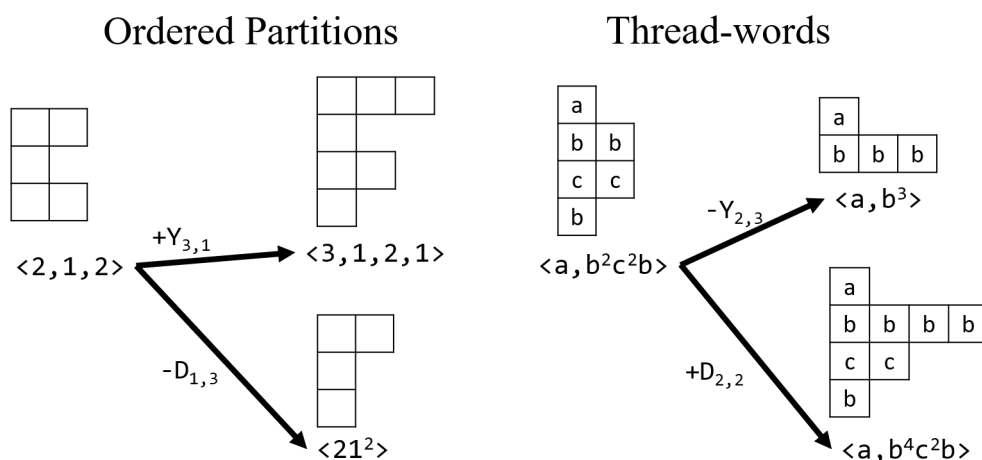 Ordered Partitions
Thread-words
+Y₃,₁
<2,1,2>
<3,1,2,1>
-D₁,₃
<21²>
a
b b
c c
b
<a,b²c²b>
-Y₂,₃
a
b b b
<a,b³>
+D₂,₂
a
b b b b
c c
b
<a,b⁴c²b>